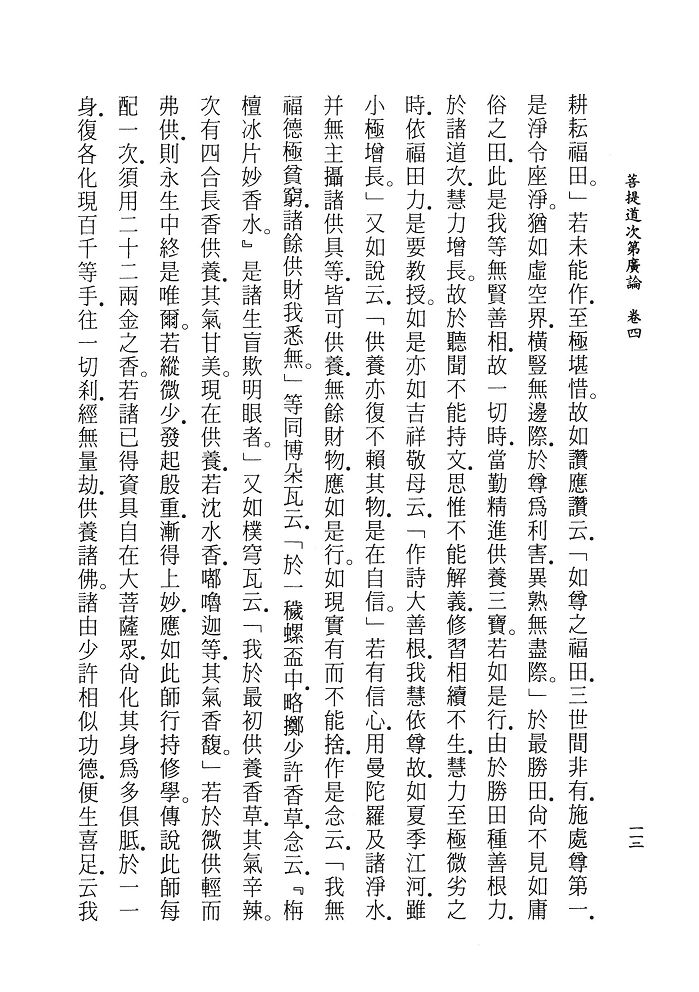 菩提道次第廣論　卷四
一一三
耕耘福田。」若未能作．至極堪惜。故如讚應讚云．「如尊之福田．三世間非有．施處尊第一．
是淨令座淨。猶如虛空界．橫豎無邊際．於尊爲利害．異熟無盡際。」於最勝田．尙不見如庸
俗之田．此是我等無賢善相．故一切時．當勤精進供養三寶。若如是行．由於勝田種善根力．
於諸道次．慧力增長。故於聽聞不能持文．思惟不能解義．修習相續不生．慧力至極微劣之
時．依福田力．是要教授。如是亦如吉祥敬母云．「作詩大善根．我慧依尊故．如夏季江河．雖
小極增長。」又如說云．「供養亦復不賴其物．是在自信。」若有信心．用曼陀羅及諸淨水．
并無主攝諸供具等．皆可供養．無餘財物．應如是行。如現實有而不能捨．作是念云．「我無
福德極貧窮．諸餘供財我悉無。」等同博朵瓦云．「於一穢螺盃中．略擲少許香草．念云．『栴
檀冰片妙香水。』是諸生盲欺明眼者。」又如樸穹瓦云．「我於最初供養香草．其氣辛辣。
次有四合長香供養．其氣甘美。現在供養．若沈水香．嘟嚕迦等．其氣香馥。」若於微供輕而
弗供．則永生中終是唯爾。若縱微少．發起殷重．漸得上妙．應如此師行持修學。傳說此師每
配一次．須用二十二兩金之香。若諸已得資具自在大菩薩眾．尙化其身爲多俱胝．於一一
身．復各化現百千等手．往一切刹．經無量劫．供養諸佛。諸由少許相似功德．便生喜足．云我